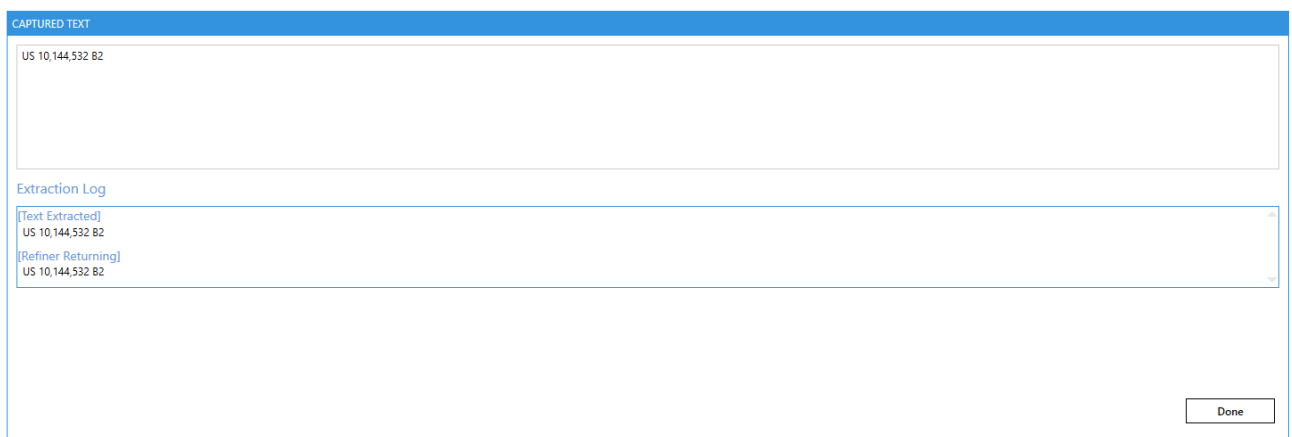 CAPTURED TEXT
US 10,144,532 B2
Extraction Log
[Text Extracted]
US 10,144,532 B2
[Refiner Returning]
US 10,144,532 B2
Done